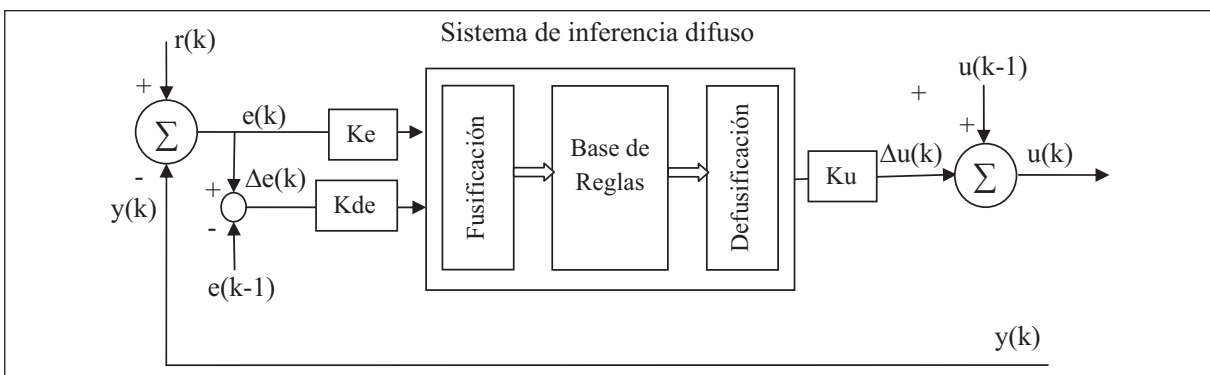 Sistema de inferencia difuso
r(k)
+
Σ
-
y(k)
e(k)
Ke
+
Δe(k)
-
Kde
e(k-1)
Fusificación
Base de
Reglas
Defusificación
Ku
Δu(k)
+
u(k-1)
+
Σ
u(k)
y(k)